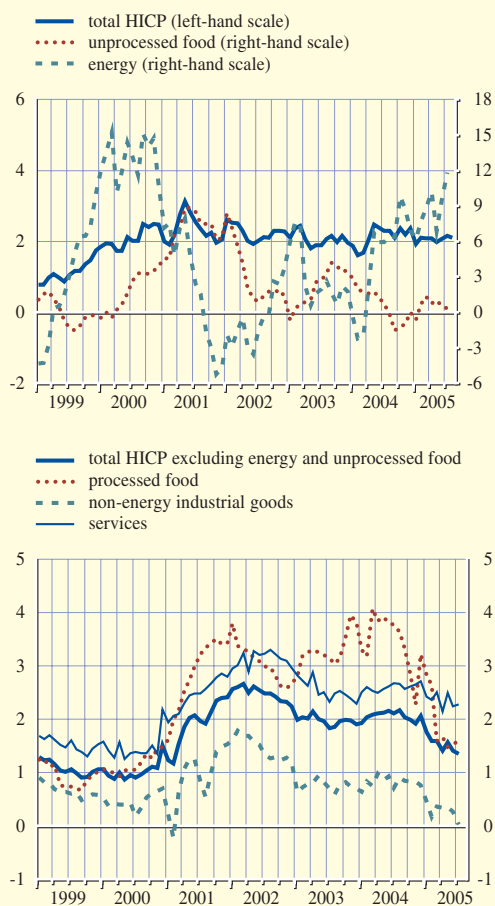 total HICP (left-hand scale)
unprocessed food (right-hand scale)
energy (right-hand scale)
6 18
15
4 12
9
2 6
3
0 0
-3
-2 -6
1999 2000 2001 2002 2003 2004 2005
total HICP excluding energy and unprocessed food
processed food
non-energy industrial goods
services
5 5
4 4
3 3
2 2
1 1
0 0
-1 -1
1999 2000 2001 2002 2003 2004 2005